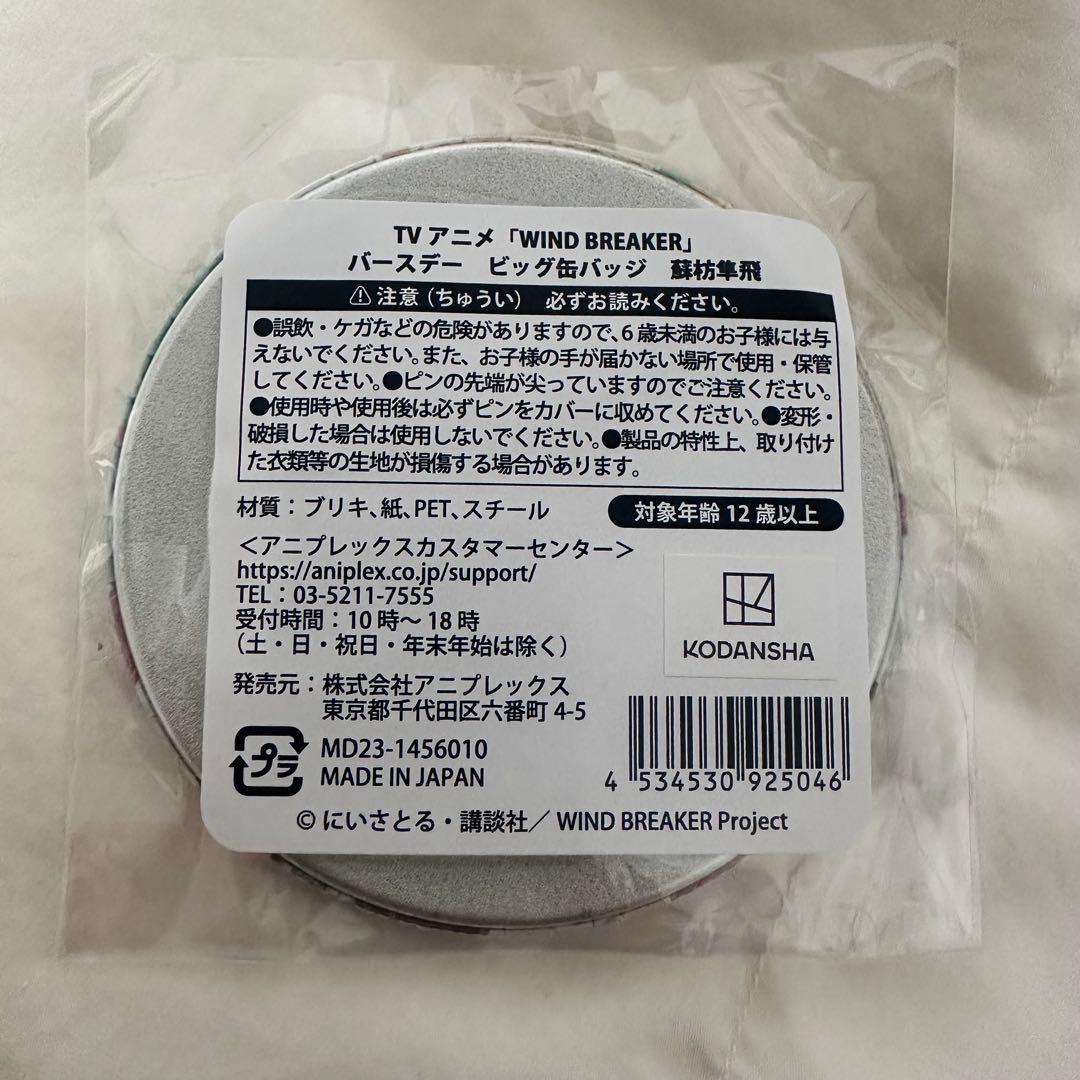 TV アニメ「WIND BREAKER」
バースデー　ビッグ缶バッジ　蘇枋隼飛
⚠ 注意（ちゅうい）　必ずお読みください。
●誤飲・ケガなどの危険がありますので、6 歳未満のお子様には与
えないでください。また、お子様の手が届かない場所で使用・保管
してください。●ピンの先端が尖っていますのでご注意ください。
●使用時や使用後は必ずピンをカバーに収めてください。●変形・
破損した場合は使用しないでください。●製品の特性上、取り付け
た衣類等の生地が損傷する場合があります。
材質：ブリキ、紙、PET、スチール
対象年齢 12 歳以上
＜アニプレックスカスタマーセンター＞
https://aniplex.co.jp/support/
TEL：03-5211-7555
受付時間：10 時～ 18 時
（土・日・祝日・年末年始は除く）
KODANSHA
発売元：株式会社アニプレックス
東京都千代田区六番町 4-5
プラ
MD23-1456010
MADE IN JAPAN
4 534530 925046
© にいさとる・講談社／ WIND BREAKER Project